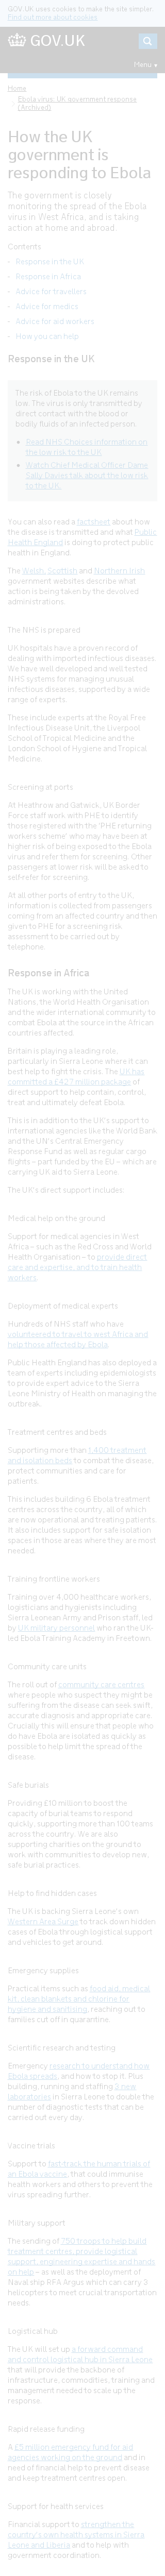 GOV.UK uses cookies to make the site simpler.
Find out more about cookies
GOV.UK
Menu
Home
Ebola virus: UK government response
(Archived)
How the UK
government is
responding to Ebola
The government is closely
monitoring the spread of the Ebola
virus in West Africa, and is taking
action at home and abroad.
Contents
- Response in the UK
- Response in Africa
- Advice for travellers
- Advice for medics
- Advice for aid workers
- How you can help
Response in the UK
The risk of Ebola to the UK remains
low. The virus is only transmitted by
direct contact with the blood or
bodily fluids of an infected person.
• Read NHS Choices information on
the low risk to the UK
• Watch Chief Medical Officer Dame
Sally Davies talk about the low risk
to the UK.
You can also read a factsheet about how
the disease is transmitted and what Public
Health England is doing to protect public
health in England.
The Welsh, Scottish and Northern Irish
government websites describe what
action is being taken by the devolved
administrations.
The NHS is prepared
UK hospitals have a proven record of
dealing with imported infectious diseases.
We have well developed and well tested
NHS systems for managing unusual
infectious diseases, supported by a wide
range of experts.
These include experts at the Royal Free
Infectious Disease Unit, the Liverpool
School of Tropical Medicine and the
London School of Hygiene and Tropical
Medicine.
Screening at ports
At Heathrow and Gatwick, UK Border
Force staff work with PHE to identify
those registered with the 'PHE returning
workers scheme' who may have been at
higher risk of being exposed to the Ebola
virus and refer them for screening. Other
passengers at lower risk will be asked to
self-refer to screening.
At all other ports of entry to the UK,
information is collected from passengers
coming from an affected country and
given to PHE for a screening risk
assessment to be carried out by
telephone.
Response in Africa
The UK is working with the United
Nations, the World Health Organisation
and the wider international community to
combat Ebola at the source in the African
countries affected.
Britain is playing a leading role,
particularly in Sierra Leone where it can
best help to fight the crisis. The UK has
committed a £427 million package of
direct support to help contain, control,
treat and ultimately defeat Ebola.
This is in addition to the UK's support to
international agencies like the World Bank
and the UN's Central Emergency
Response Fund as well as regular cargo
flights – part funded by the EU – which are
carrying UK aid to Sierra Leone.
The UK's direct support includes:
Medical help on the ground
Support for medical agencies in West
Africa – such as the Red Cross and World
Health Organisation – to provide direct
care and expertise, and to train health
workers.
Deployment of medical experts
Hundreds of NHS staff who have
volunteered to travel to west Africa and
help those affected by Ebola.
Public Health England has also deployed a
team of experts including epidemiologists
to provide expert advice to the Sierra
Leone Ministry of Health on managing the
outbreak.
Treatment centres and beds
Supporting more than 1,400 treatment
and isolation beds to combat the disease,
protect communities and care for
patients.
This includes building 6 Ebola treatment
centres across the country, all of which
are now operational and treating patients.
It also includes support for safe isolation
spaces in those areas where they are most
needed.
Training frontline workers
Training over 4,000 healthcare workers,
logisticians and hygienists including
Sierra Leonean Army and Prison staff, led
by UK military personnel who ran the UK-
led Ebola Training Academy in Freetown.
Community care units
The roll out of community care centres
where people who suspect they might be
suffering from the disease can seek swift,
accurate diagnosis and appropriate care.
Crucially this will ensure that people who
do have Ebola are isolated as quickly as
possible to help limit the spread of the
disease.
Safe burials
Providing £10 million to boost the
capacity of burial teams to respond
quickly, supporting more than 100 teams
across the country. We are also
supporting charities on the ground to
work with communities to develop new,
safe burial practices.
Help to find hidden cases
The UK is backing Sierra Leone's own
Western Area Surge to track down hidden
cases of Ebola through logistical support
and vehicles to get around.
Emergency supplies
Practical items such as food aid, medical
kit, clean blankets and chlorine for
hygiene and sanitising, reaching out to
families cut off in quarantine.
Scientific research and testing
Emergency research to understand how
Ebola spreads, and how to stop it. Plus
building, running and staffing 3 new
laboratories in Sierra Leone to double the
number of diagnostic tests that can be
carried out every day.
Vaccine trials
Support to fast-track the human trials of
an Ebola vaccine, that could immunise
health workers and others to prevent the
virus spreading further.
Military support
The sending of 750 troops to help build
treatment centres, provide logistical
support, engineering expertise and hands
on help – as well as the deployment of
Naval ship RFA Argus which can carry 3
helicopters to meet crucial transportation
needs.
Logistical hub
The UK will set up a forward command
and control logistical hub in Sierra Leone
that will provide the backbone of
infrastructure, commodities, training and
management needed to scale up the
response.
Rapid release funding
A £5 million emergency fund for aid
agencies working on the ground and in
need of financial help to prevent disease
and keep treatment centres open.
Support for health services
Financial support to strengthen the
country's own health systems in Sierra
Leone and Liberia and to help with
government coordination.